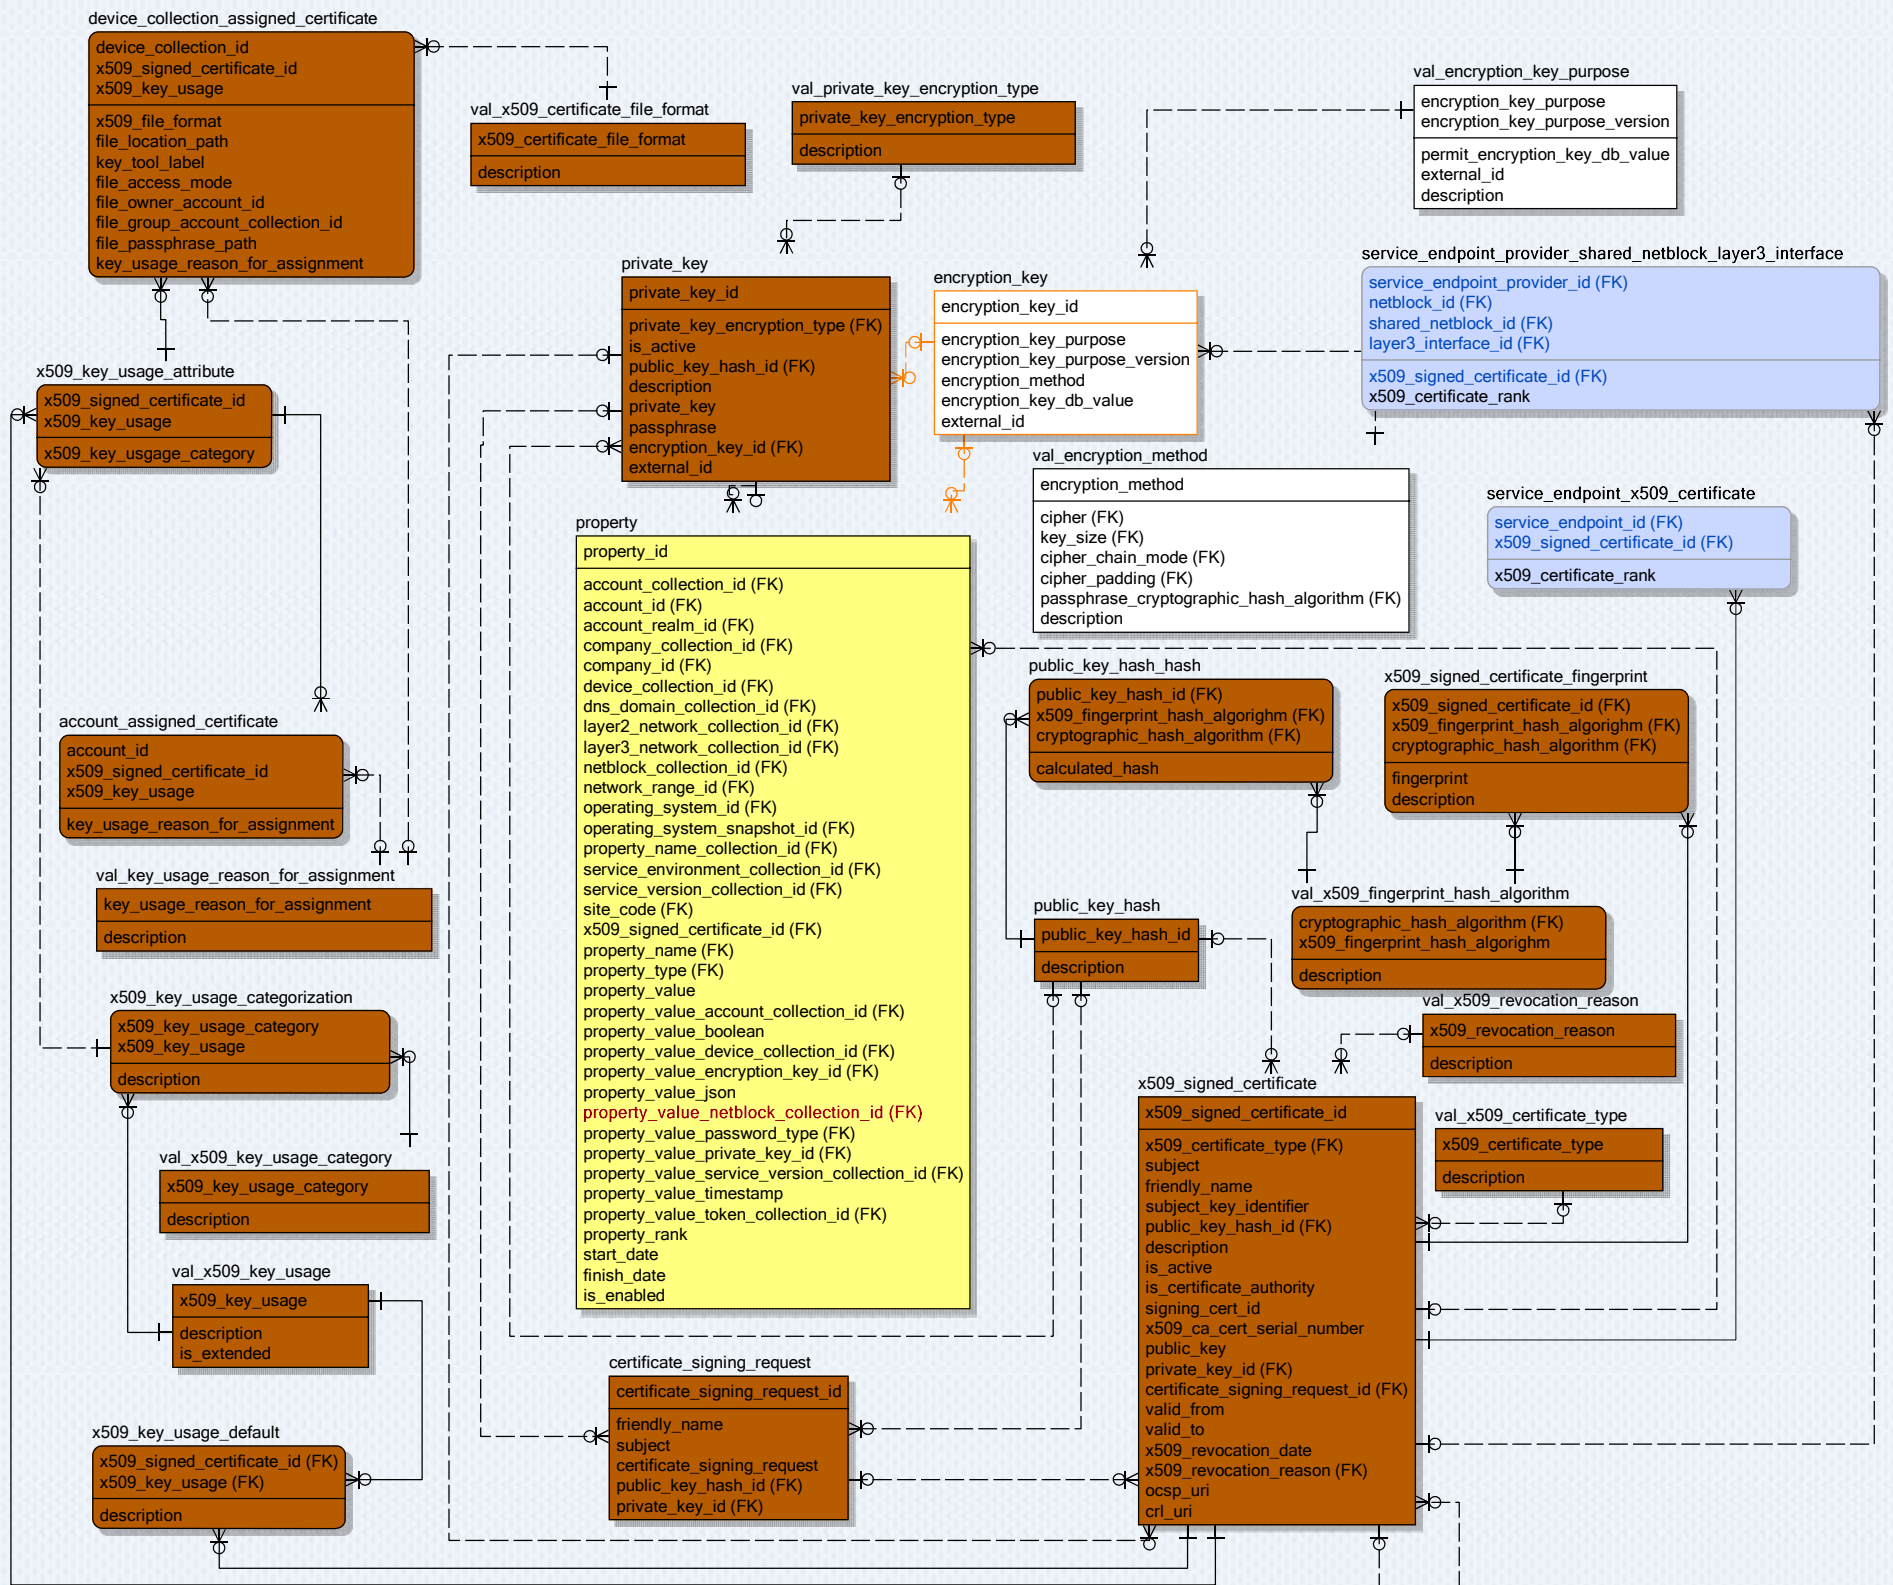 device_collection_assigned_certificate
device_collection_id
x509_signed_certificate_id
x509_key_usage
x509_file_format
file_location_path
key_tool_label
file_access_mode
file_owner_account_id
file_group_account_collection_id
file_passphrase_path
key_usage_reason_for_assignment
val_x509_certificate_file_format
x509_certificate_file_format
description
val_private_key_encryption_type
private_key_encryption_type
description
val_encryption_key_purpose
encryption_key_purpose
encryption_key_purpose_version
permit_encryption_key_db_value
external_id
description
private_key
private_key_id
private_key_encryption_type (FK)
is_active
public_key_hash_id (FK)
description
private_key
passphrase
encryption_key_id (FK)
external_id
encryption_key
encryption_key_id
encryption_key_purpose
encryption_key_purpose_version
encryption_method
encryption_key_db_value
external_id
service_endpoint_provider_shared_netblock_layer3_interface
service_endpoint_provider_id (FK)
netblock_id (FK)
shared_netblock_id (FK)
layer3_interface_id (FK)
x509_signed_certificate_id (FK)
x509_certificate_rank
x509_key_usage_attribute
x509_signed_certificate_id
x509_key_usage
x509_key_usgage_category
val_encryption_method
encryption_method
cipher (FK)
key_size (FK)
cipher_chain_mode (FK)
cipher_padding (FK)
passphrase_cryptographic_hash_algorithm (FK)
description
service_endpoint_x509_certificate
service_endpoint_id (FK)
x509_signed_certificate_id (FK)
x509_certificate_rank
property
property_id
account_collection_id (FK)
account_id (FK)
account_realm_id (FK)
company_collection_id (FK)
company_id (FK)
device_collection_id (FK)
dns_domain_collection_id (FK)
layer2_network_collection_id (FK)
layer3_network_collection_id (FK)
netblock_collection_id (FK)
network_range_id (FK)
operating_system_id (FK)
operating_system_snapshot_id (FK)
property_name_collection_id (FK)
service_environment_collection_id (FK)
service_version_collection_id (FK)
site_code (FK)
x509_signed_certificate_id (FK)
property_name (FK)
property_type (FK)
property_value
property_value_account_collection_id (FK)
property_value_boolean
property_value_device_collection_id (FK)
property_value_encryption_key_id (FK)
property_value_json
property_value_netblock_collection_id (FK)
property_value_password_type (FK)
property_value_private_key_id (FK)
property_value_service_version_collection_id (FK)
property_value_timestamp
property_value_token_collection_id (FK)
property_rank
start_date
finish_date
is_enabled
public_key_hash_hash
public_key_hash_id (FK)
x509_fingerprint_hash_algorighm (FK)
cryptographic_hash_algorithm (FK)
calculated_hash
x509_signed_certificate_fingerprint
x509_signed_certificate_id (FK)
x509_fingerprint_hash_algorighm (FK)
cryptographic_hash_algorithm (FK)
fingerprint
description
account_assigned_certificate
account_id
x509_signed_certificate_id
x509_key_usage
key_usage_reason_for_assignment
val_key_usage_reason_for_assignment
key_usage_reason_for_assignment
description
public_key_hash
public_key_hash_id
description
val_x509_fingerprint_hash_algorithm
cryptographic_hash_algorithm (FK)
x509_fingerprint_hash_algorighm
description
val_x509_revocation_reason
x509_revocation_reason
description
x509_key_usage_categorization
x509_key_usage_category
x509_key_usage
description
x509_signed_certificate
x509_signed_certificate_id
x509_certificate_type (FK)
subject
friendly_name
subject_key_identifier
public_key_hash_id (FK)
description
is_active
is_certificate_authority
signing_cert_id
x509_ca_cert_serial_number
public_key
private_key_id (FK)
certificate_signing_request_id (FK)
valid_from
valid_to
x509_revocation_date
x509_revocation_reason (FK)
ocsp_uri
crl_uri
val_x509_certificate_type
x509_certificate_type
description
val_x509_key_usage_category
x509_key_usage_category
description
val_x509_key_usage
x509_key_usage
description
is_extended
certificate_signing_request
certificate_signing_request_id
friendly_name
subject
certificate_signing_request
public_key_hash_id (FK)
private_key_id (FK)
x509_key_usage_default
x509_signed_certificate_id (FK)
x509_key_usage (FK)
description